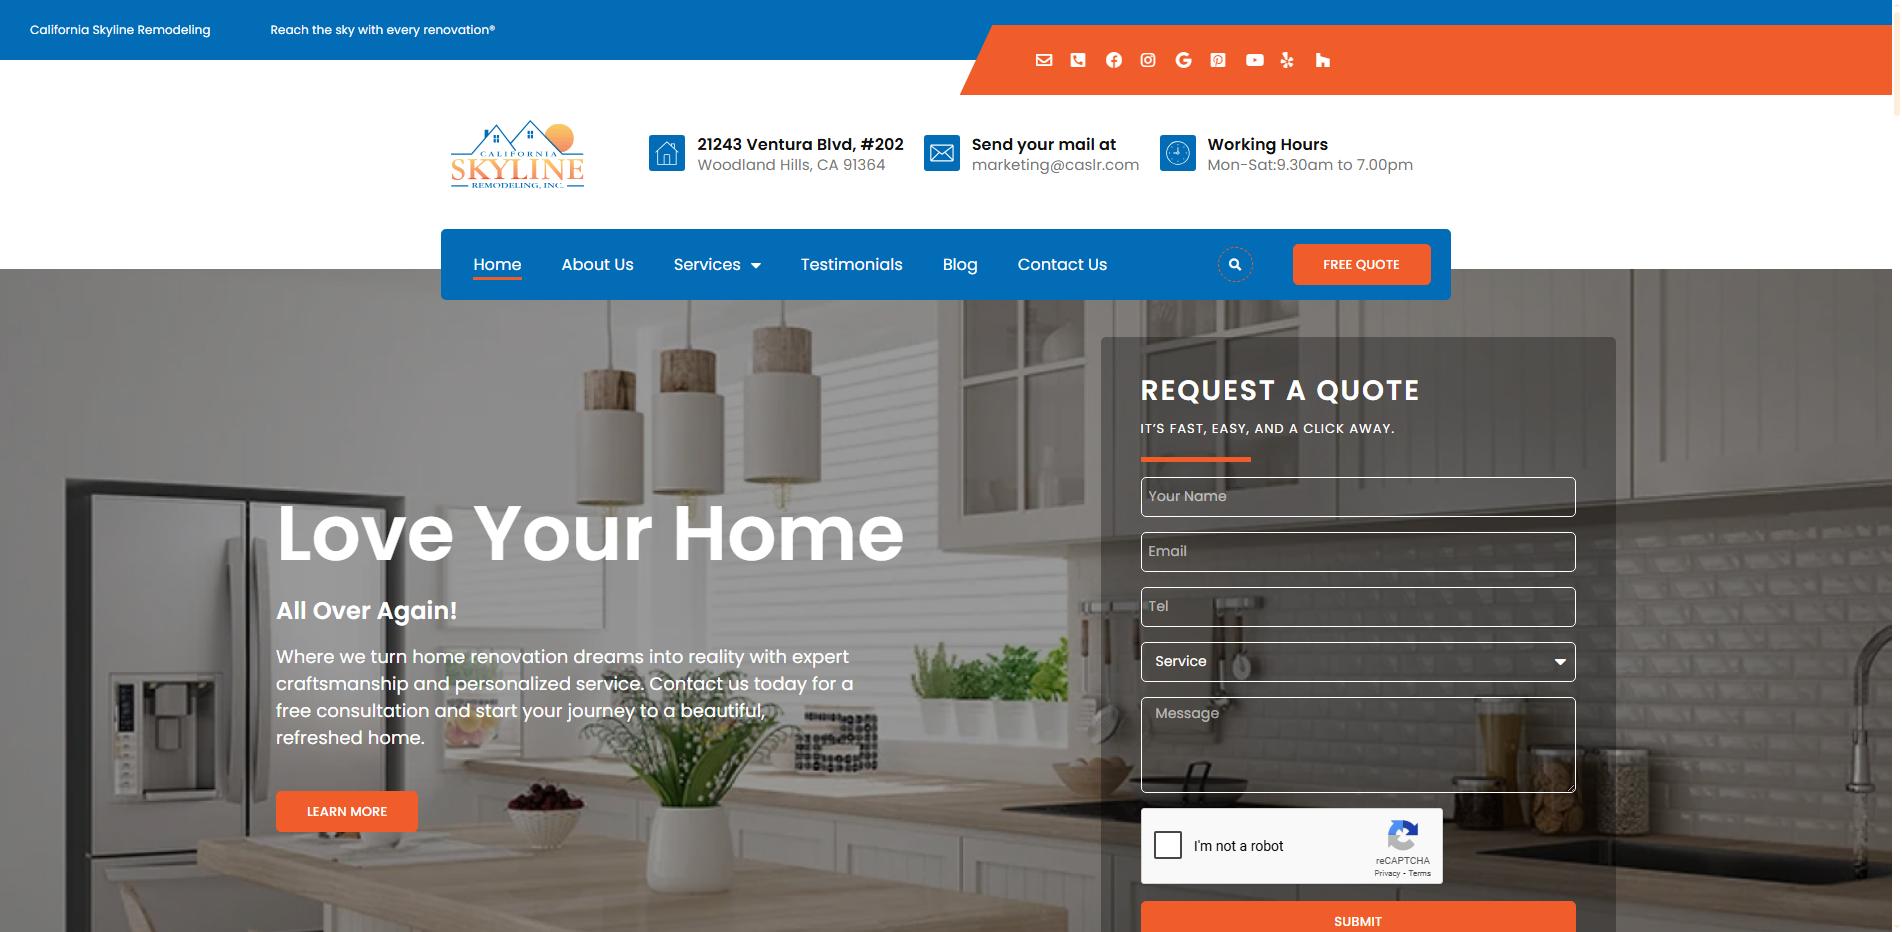 California Skyline Remodeling
Reach the sky with every renovation®
CALIFORNIA
SKYLINE
REMODELING, INC.
21243 Ventura Blvd, #202
Woodland Hills, CA 91364
Send your mail at
marketing@caslr.com
Working Hours
Mon-Sat:9.30am to 7.00pm
Home
About Us
Services
Testimonials
Blog
Contact Us
FREE QUOTE
Love Your Home
All Over Again!
Where we turn home renovation dreams into reality with expert
craftsmanship and personalized service. Contact us today for a
free consultation and start your journey to a beautiful,
refreshed home.
LEARN MORE
REQUEST A QUOTE
IT'S FAST, EASY, AND A CLICK AWAY.
Your Name
Email
Tel
Service
Message
I'm not a robot
reCAPTCHA
Privacy - Terms
SUBMIT